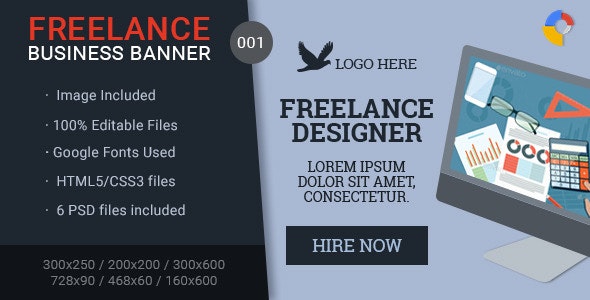 FREELANCE
BUSINESS BANNER
001
· Image Included
· 100% Editable Files
· Google Fonts Used
· HTML5/CSS3 files
· 6 PSD files included
300x250 / 200x200 / 300x600
728x90 / 468x60 / 160x600
LOGO HERE
FREELANCE
DESIGNER
LOREM IPSUM
DOLOR SIT AMET,
CONSECTETUR.
HIRE NOW